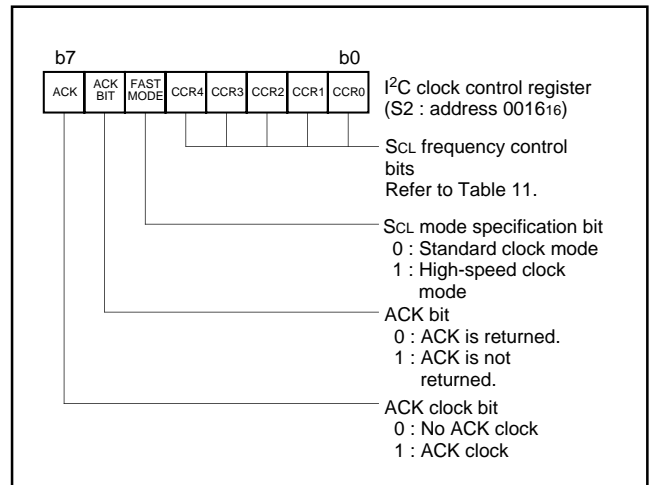 b7 b0
ACK ACK BIT FAST MODE CCR4 CCR3 CCR2 CCR1 CCR0
I2C clock control register
(S2 : address 001616)
SCL frequency control
bits
Refer to Table 11.
SCL mode specification bit
0 : Standard clock mode
1 : High-speed clock
mode
ACK bit
0 : ACK is returned.
1 : ACK is not
returned.
ACK clock bit
0 : No ACK clock
1 : ACK clock